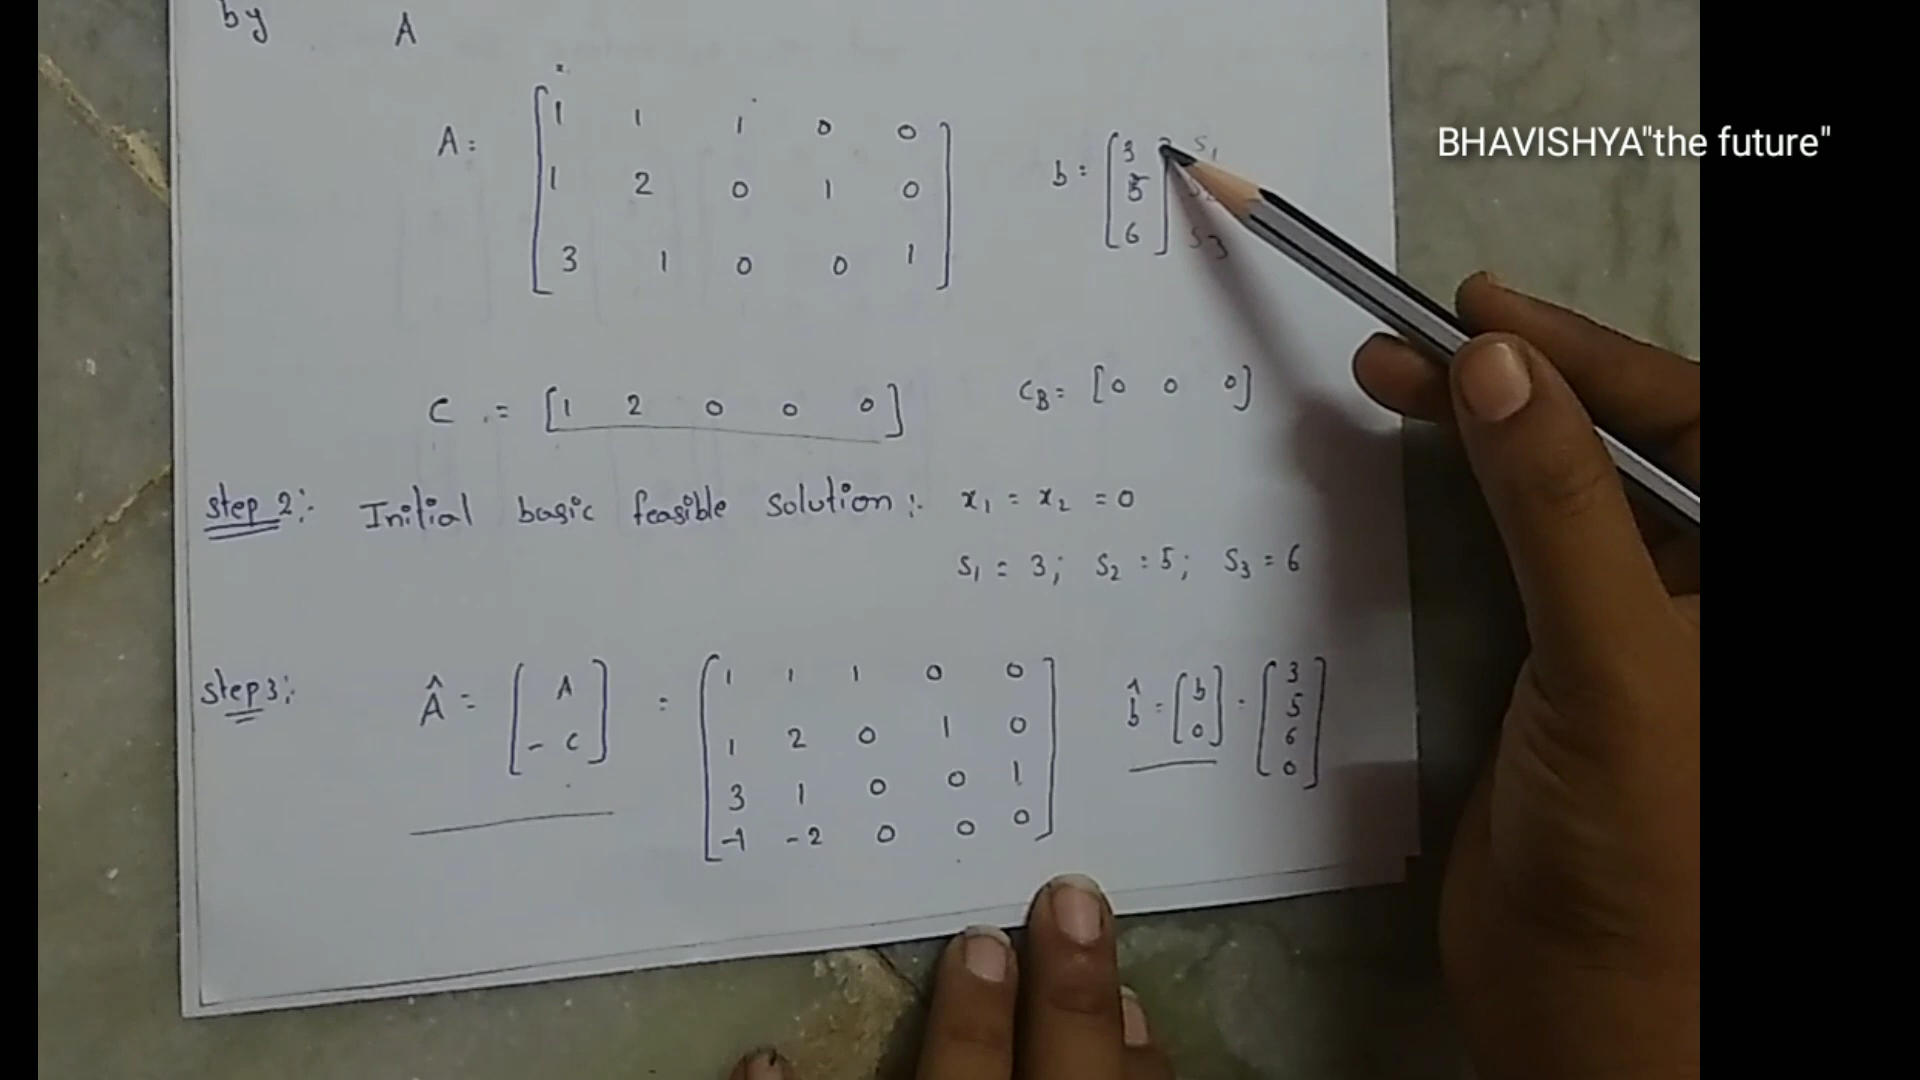 by A
A = [ 1 1 1 0 0
1 2 0 1 0
3 1 0 0 1 ]
b = [ 3
5
6 ] S1
S3
BHAVISHYA"the future"
C = [ 1 2 0 0 0 ] CB = [ 0 0 0 ]
step 2:- Initial basic feasible solution:- x1 = x2 = 0
S1 = 3; S2 = 5; S3 = 6
step 3:- Â = [ A
- C ] = [ 1 1 1 0 0
1 2 0 1 0
3 1 0 0 1
-1 -2 0 0 0 ]
b̂ = [ b
0 ] = [ 3
5
6
0 ]